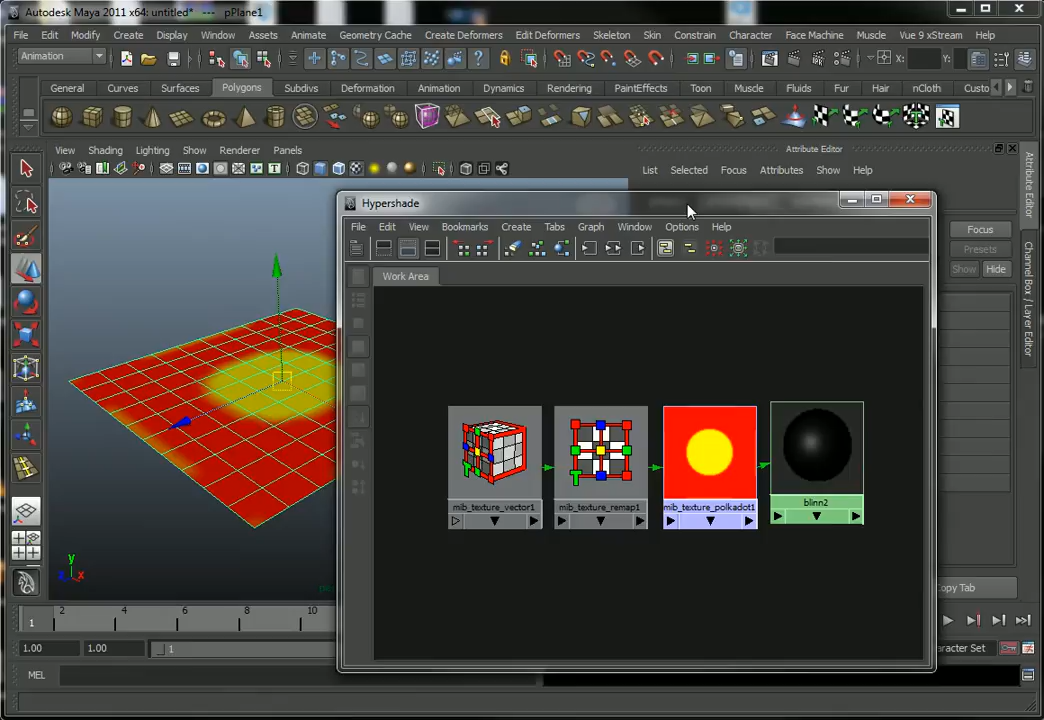 Autodesk Maya 2011 x64: untitled* --- pPlane1
File Edit Modify Create Display Window Assets Animate Geometry Cache Create Deformers Edit Deformers Skeleton Skin Constrain Character Face Machine Muscle Vue 9 xStream Help
Animation X: Y:
General Curves Surfaces Polygons Subdivs Deformation Animation Dynamics Rendering PaintEffects Toon Muscle Fluids Fur Hair nCloth Custo
View Shading Lighting Show Renderer Panels
Attribute Editor
List Selected Focus Attributes Show Help
Hypershade
File Edit View Bookmarks Create Tabs Graph Window Options Help
Work Area
mib_texture_vector1
mib_texture_remap1
mib_texture_polkadot1
blinn2
Focus
Presets
Show Hide
Attribute Editor
Channel Box / Layer Editor
Copy Tab
y
z x
1 2 4 6 8 10
1.00 1.00 1
aracter Set
MEL